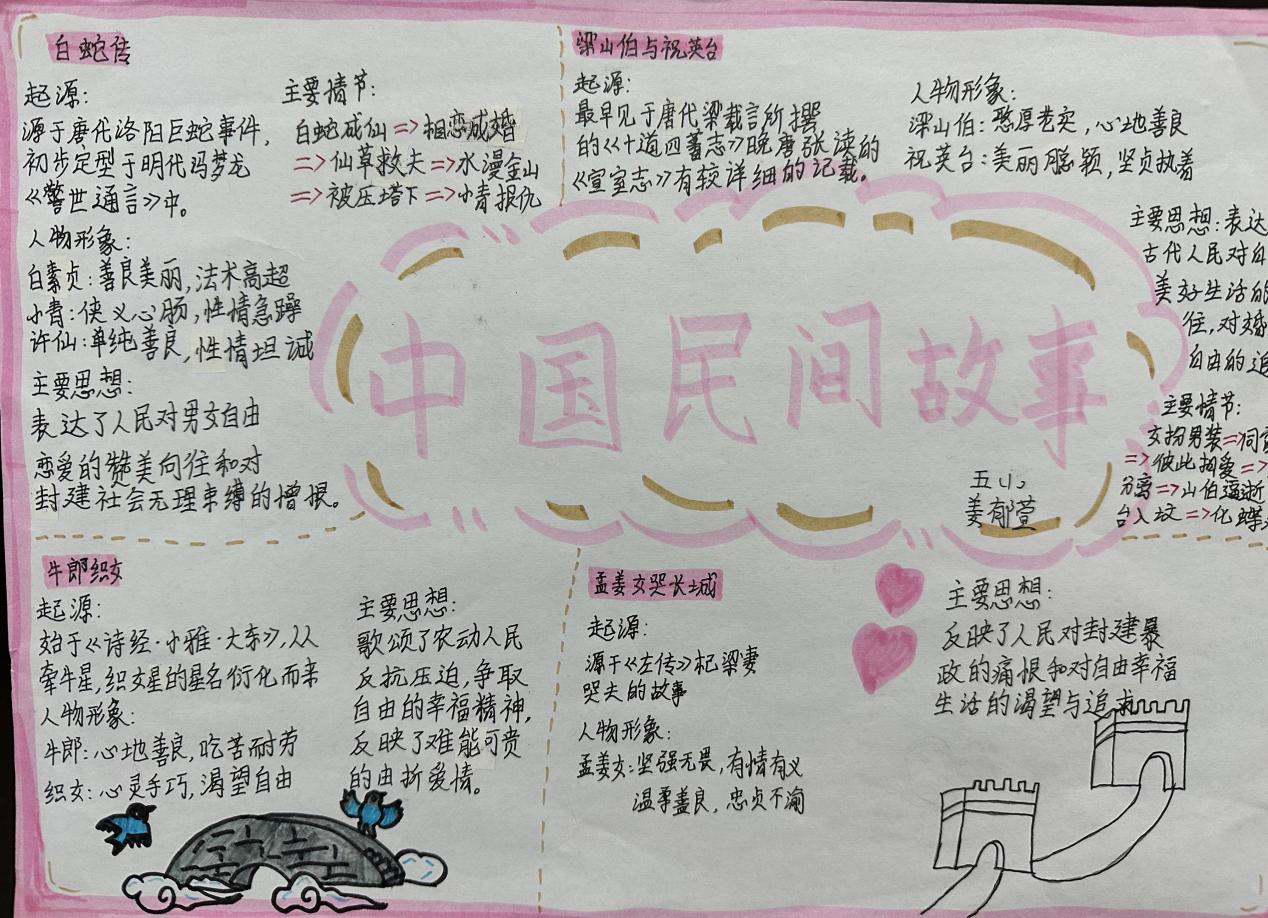 白蛇传
起源:
源于唐代洛阳巨蛇事件,
初步定型于明代冯梦龙
《警世通言》中。
主要情节:
白蛇成仙=>相恋成婚
=>仙草救夫=>水漫金山
=>被压塔下=>小青报仇
人物形象:
白素贞:善良美丽,法术高超
小青:侠义心肠,性情急躁
许仙:单纯善良,性情坦诚
主要思想:
表达了人民对男女自由
恋爱的赞美向往和对
封建社会无理束缚的憎恨。
梁山伯与祝英台
起源:
最早见于唐代梁载言所撰
的《十道四蕃志》晚唐张读的
《宣室志》有较详细的记载。
人物形象:
梁山伯:憨厚老实,心地善良
祝英台:美丽聪颖,坚贞执着
主要思想:表达
古代人民对自
美好生活的
往,对婚
自由的追
主要情节:
女扮男装=>同
=>彼此相爱=>
分离=>山伯逼逝
台入坟=>化蝶
中国民间故事
五小
姜郁萱
牛郎织女
起源:
始于《诗经·小雅·大东》,从
牵牛星,织女星的星名衍化而来
人物形象:
牛郎:心地善良,吃苦耐劳
织女:心灵手巧,渴望自由
主要思想:
歌颂了农动人民
反抗压迫,争取
自由的幸福精神,
反映了难能可贵
的曲折爱情。
孟姜女哭长城
起源:
源于《左传》杞梁妻
哭夫的故事
人物形象:
孟姜女:坚强无畏,有情有义
温柔善良,忠贞不渝
主要思想:
反映了人民对封建暴
政的痛恨和对自由幸福
生活的渴望与追求